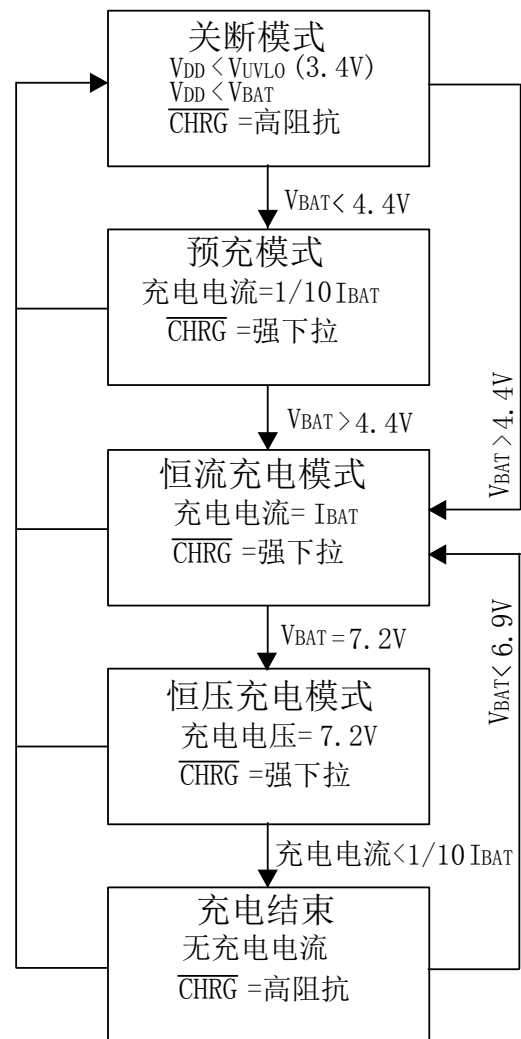 关断模式
VDD<VUVLO(3.4V)
VDD<VBAT
CHRG=高阻抗
VBAT<4.4V
预充模式
充电电流=1/10IBAT
CHRG=强下拉
VBAT>4.4V
VBAT>4.4V
恒流充电模式
充电电流=IBAT
CHRG=强下拉
VBAT=7.2V
VBAT<6.9V
恒压充电模式
充电电压=7.2V
CHRG=强下拉
充电电流<1/10IBAT
充电结束
无充电电流
CHRG=高阻抗